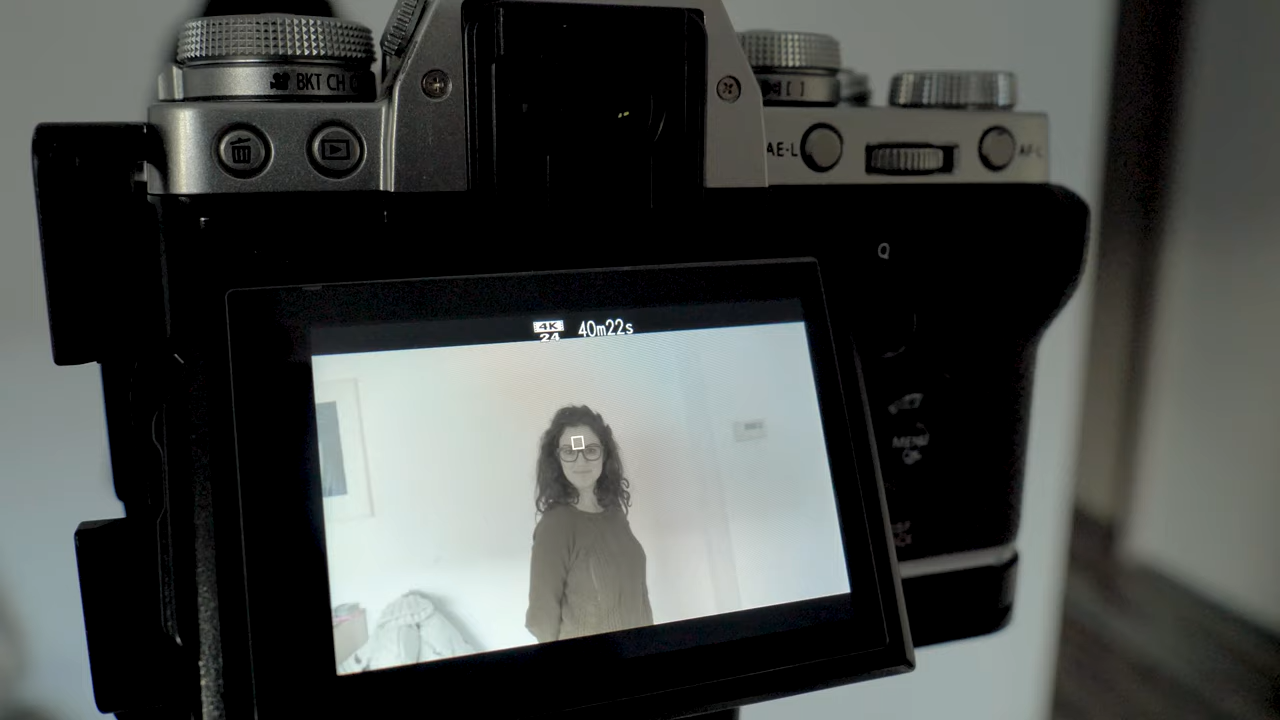 BKT CH
[ ]
AE-L
AF-L
Q
4K 40m22s
24
MENU
OK